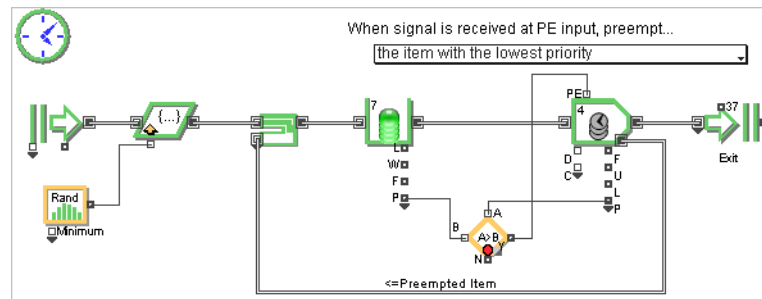 When signal is received at PE input, preempt...
the item with the lowest priority
{...}
7
PE
4
37
Exit
L
W
F
P
D
C
F
U
L
P
Rand
Minimum
B
A
A>B
Y
N
<=Preempted Item